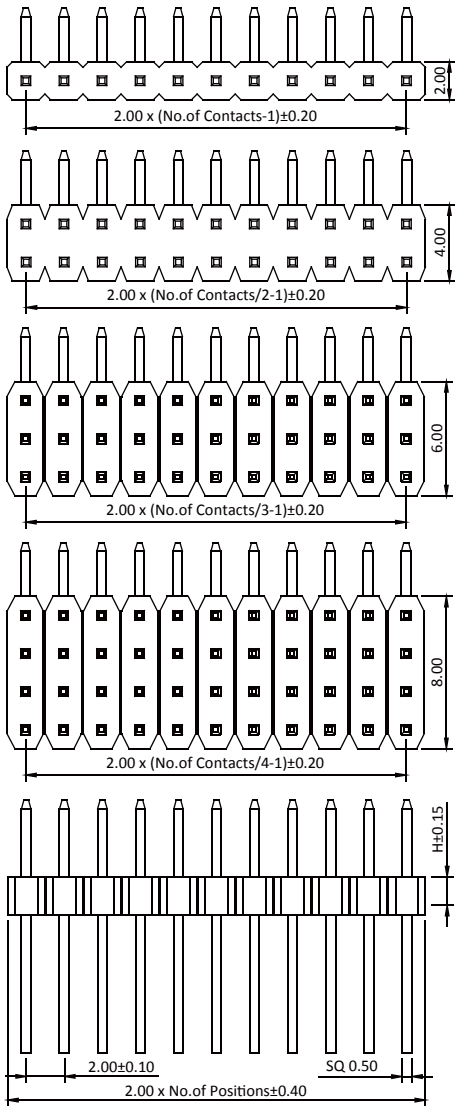 2.00
2.00 x (No.of Contacts-1)±0.20
4.00
2.00 x (No.of Contacts/2-1)±0.20
6.00
2.00 x (No.of Contacts/3-1)±0.20
8.00
2.00 x (No.of Contacts/4-1)±0.20
H±0.15
2.00±0.10
SQ 0.50
2.00 x No.of Positions±0.40